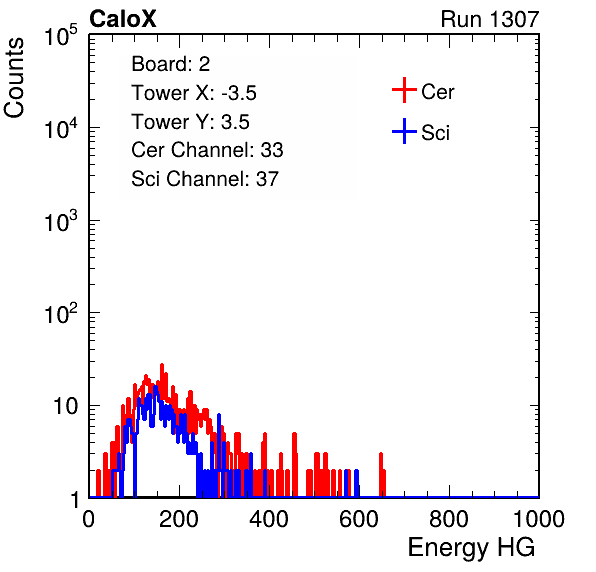 CaloX Run 1307
Counts
Board: 2
Tower X: -3.5
Tower Y: 3.5
Cer Channel: 33
Sci Channel: 37
Cer
Sci
10^5
10^4
10^3
10^2
10
1
0 200 400 600 800 1000
Energy HG